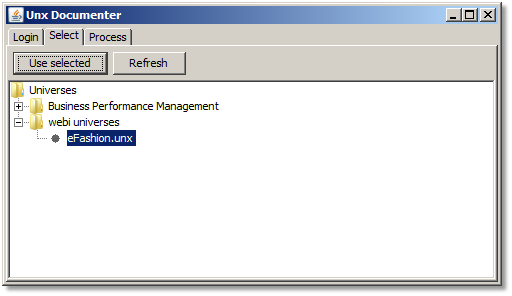 Unx Documenter
Login Select Process
Use selected Refresh
Universes
Business Performance Management
webi universes
eFashion.unx